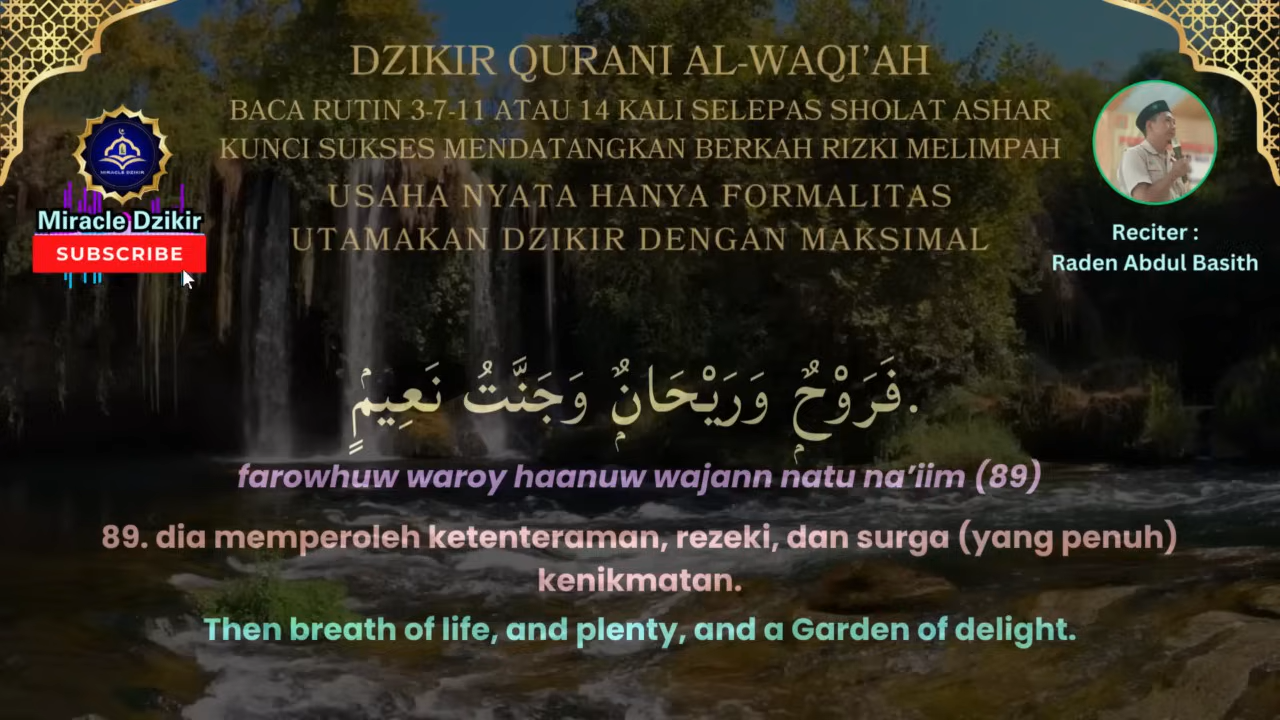 DZIKIR QURANI AL-WAQI'AH
BACA RUTIN 3-7-11 ATAU 14 KALI SELEPAS SHOLAT ASHAR
KUNCI SUKSES MENDATANGKAN BERKAH RIZKI MELIMPAH
USAHA NYATA HANYA FORMALITAS
UTAMAKAN DZIKIR DENGAN MAKSIMAL
MIRACLE DZIKIR
Miracle Dzikir
SUBSCRIBE
Reciter :
Raden Abdul Basith
فَرَوْحٌۭ وَرَيْحَانٌۭ وَجَنَّتُ نَعِيمٍۢ.
farowhuw waroy haanuw wajann natu na’iim (89)
89. dia memperoleh ketenteraman, rezeki, dan surga (yang penuh)
kenikmatan.
Then breath of life, and plenty, and a Garden of delight.